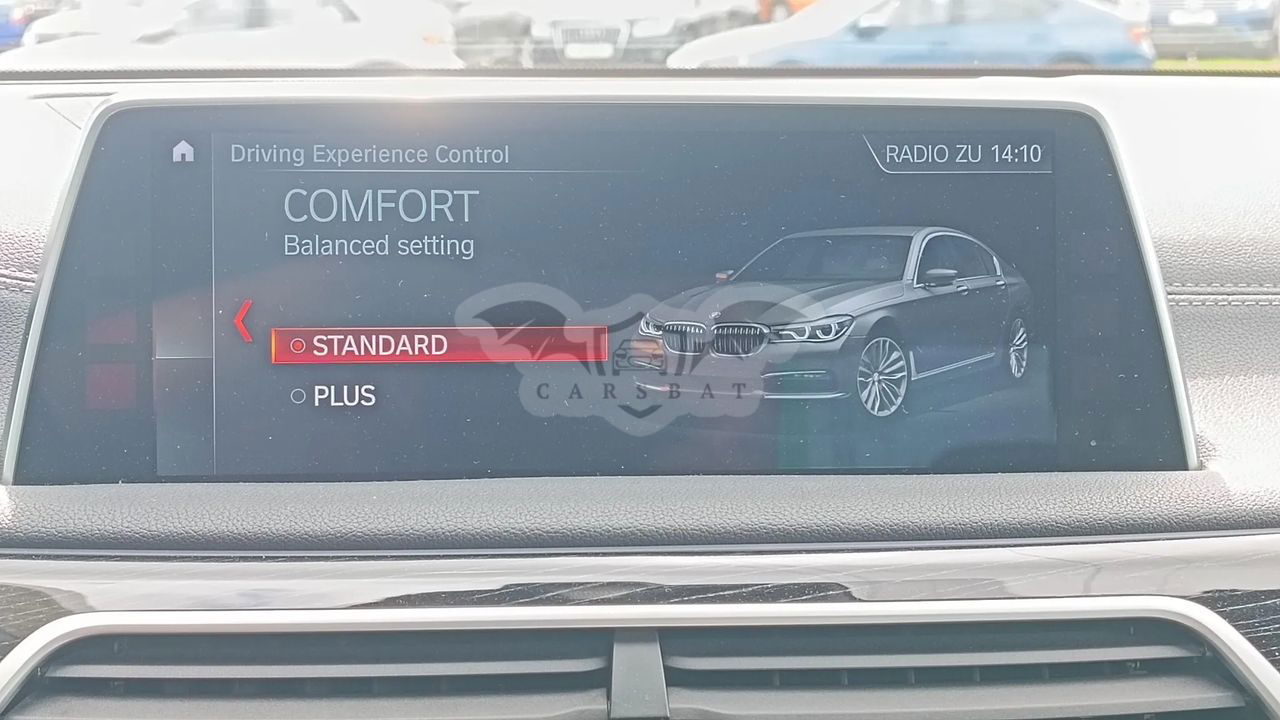 Driving Experience Control
RADIO ZU 14:10
COMFORT
Balanced setting
STANDARD
PLUS
CARSBAT